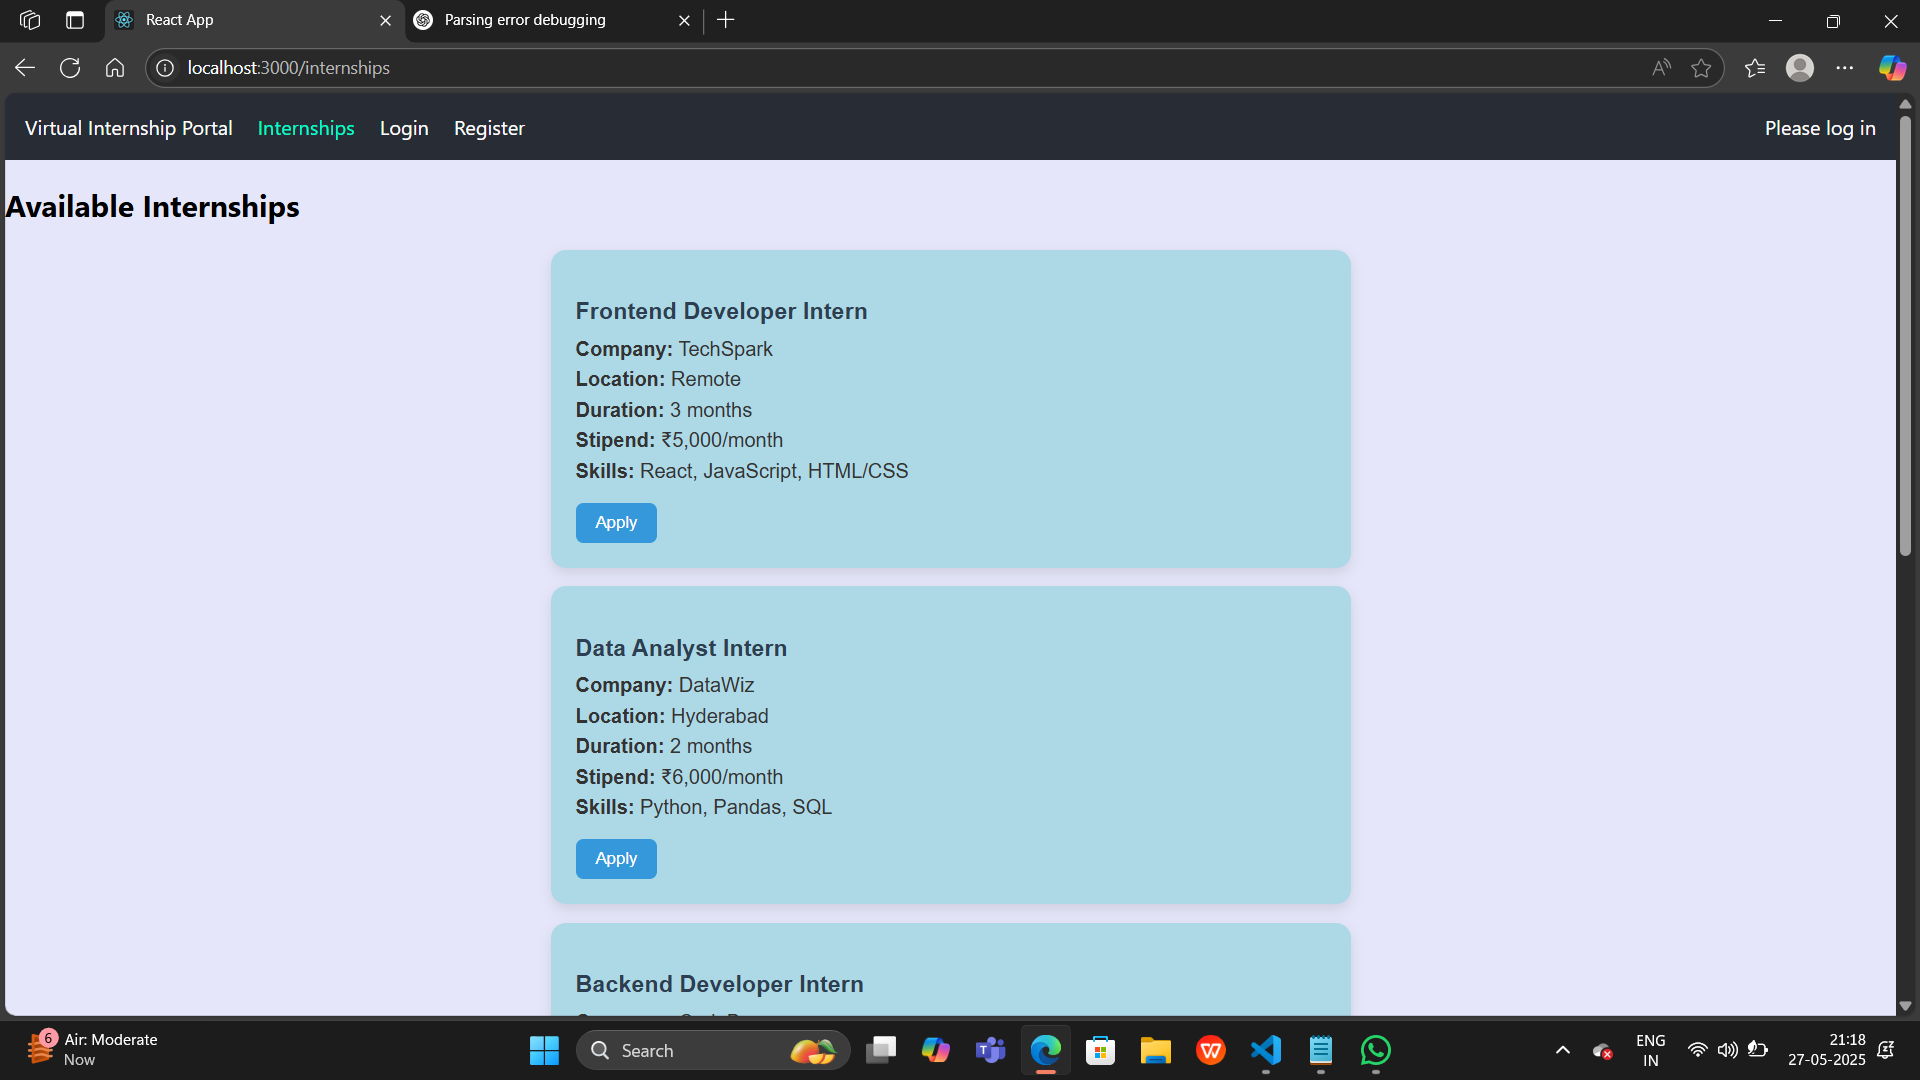 React App
Parsing error debugging
localhost:3000/internships
Virtual Internship Portal Internships Login Register Please log in
Available Internships
Frontend Developer Intern
Company: TechSpark
Location: Remote
Duration: 3 months
Stipend: ₹5,000/month
Skills: React, JavaScript, HTML/CSS
Apply
Data Analyst Intern
Company: DataWiz
Location: Hyderabad
Duration: 2 months
Stipend: ₹6,000/month
Skills: Python, Pandas, SQL
Apply
Backend Developer Intern
6 Air: Moderate
Now
Search
ENG
IN
21:18
27-05-2025